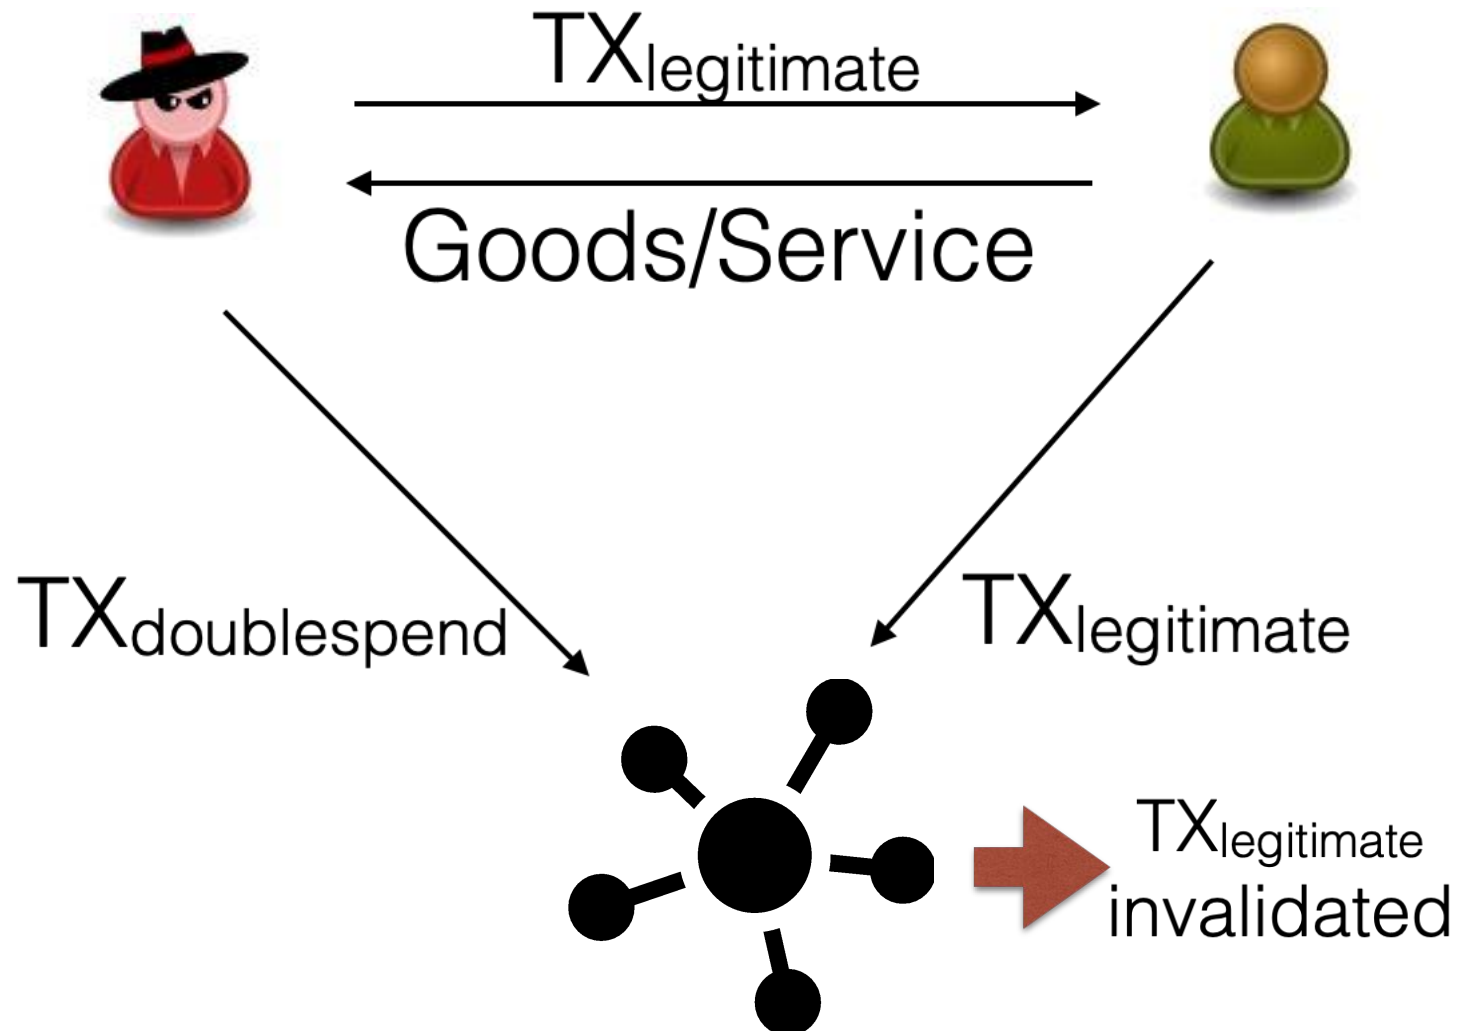 TXlegitimate
Goods/Service
TXdoublespend
TXlegitimate
TXlegitimate
invalidated